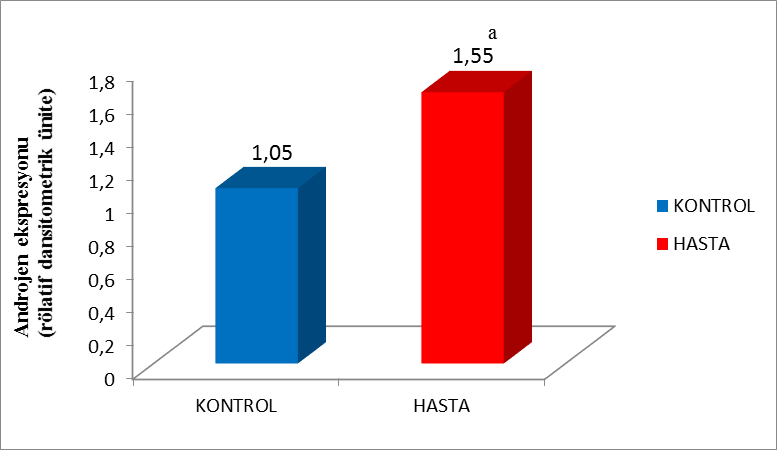 a
1,55
1,05
1,8
1,6
1,4
1,2
1
0,8
0,6
0,4
0,2
0
Androjen ekspresyonu
(rölatif dansitometrik ünite)
KONTROL
HASTA
KONTROL
HASTA